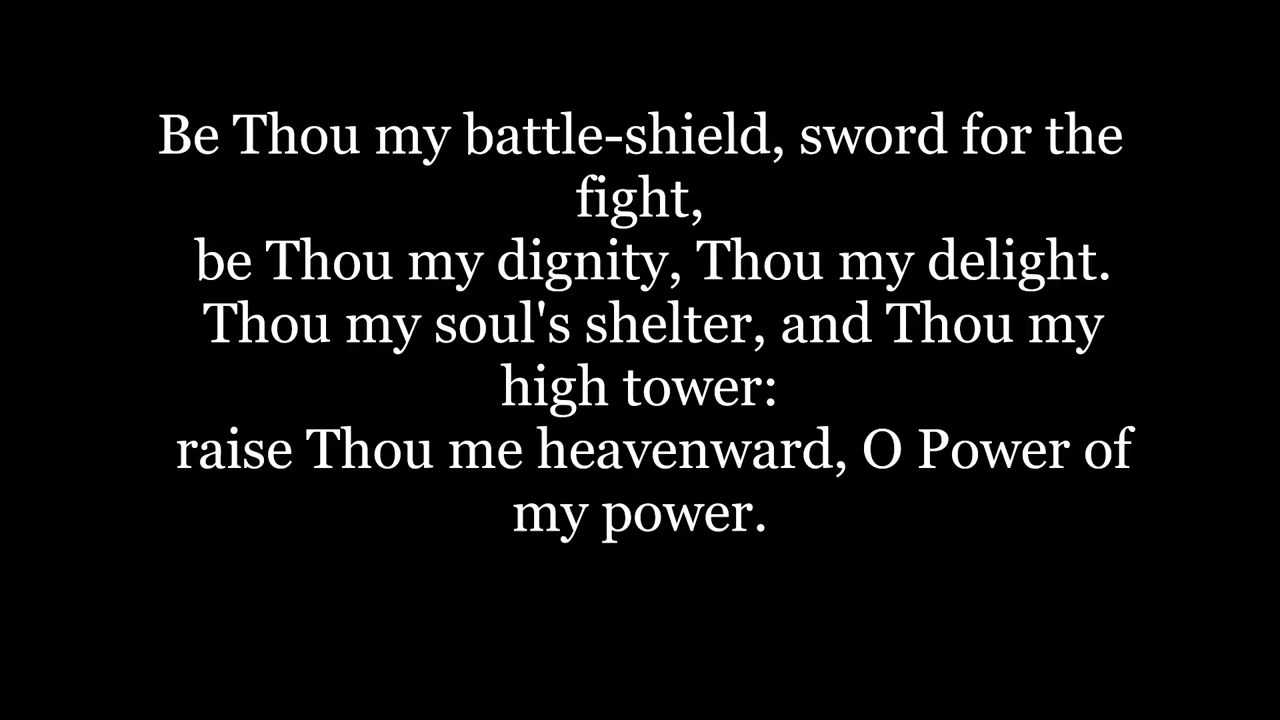 Be Thou my battle-shield, sword for the
fight,
be Thou my dignity, Thou my delight.
Thou my soul's shelter, and Thou my
high tower:
raise Thou me heavenward, O Power of
my power.